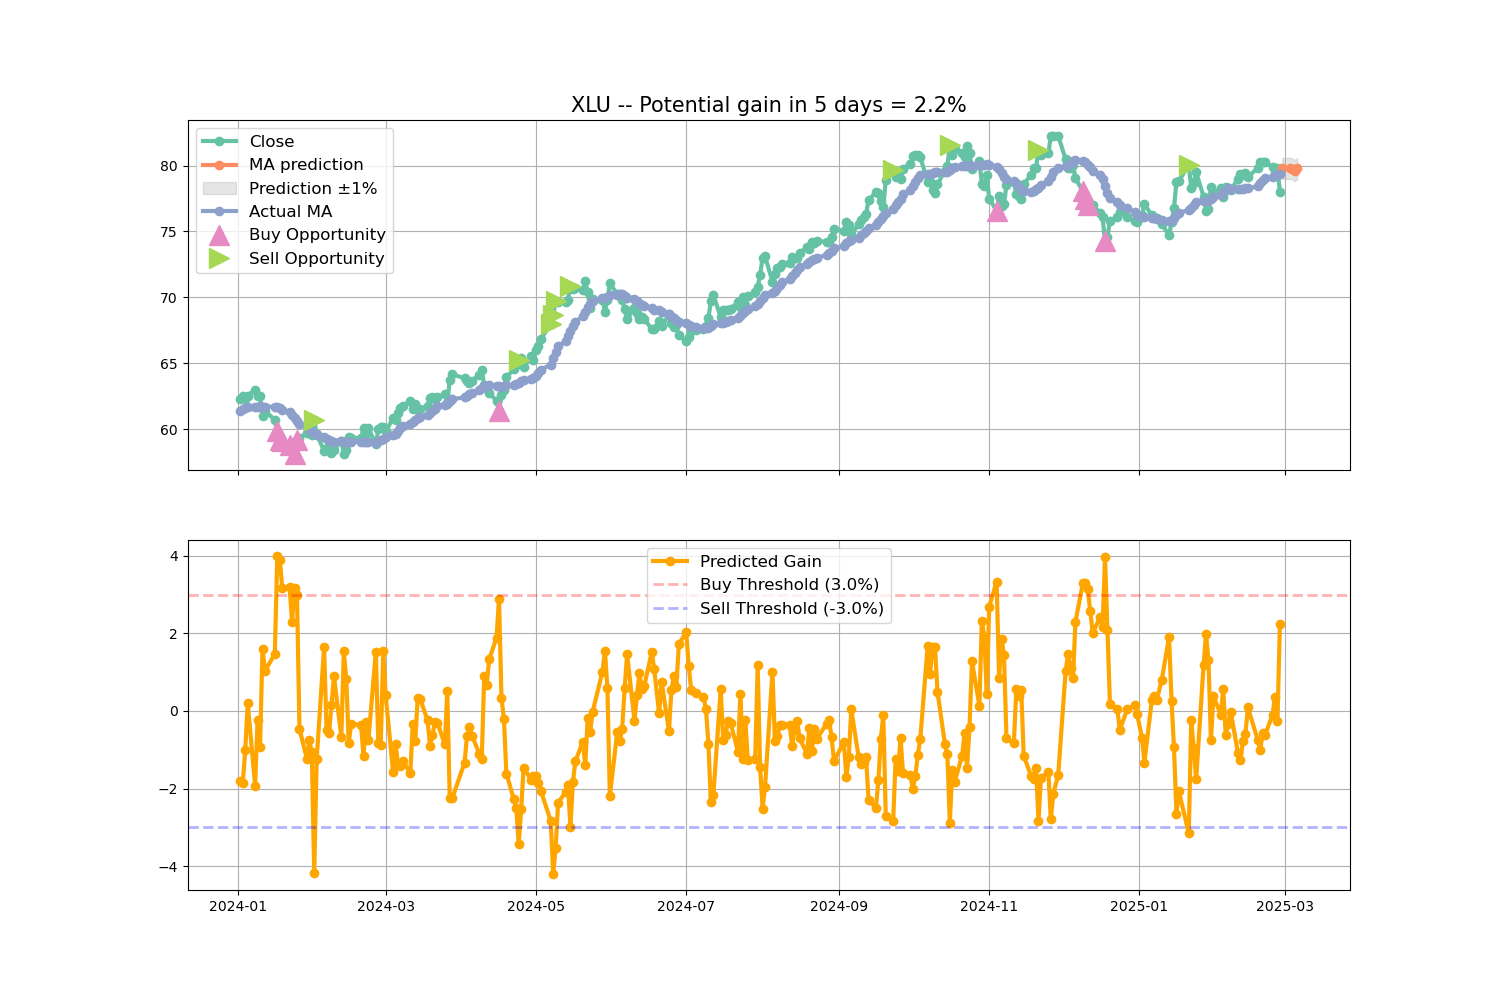 XLU -- Potential gain in 5 days = 2.2%
Close
MA prediction
Prediction ±1%
Actual MA
Buy Opportunity
Sell Opportunity
80
75
70
65
60
Predicted Gain
Buy Threshold (3.0%)
Sell Threshold (-3.0%)
4
2
0
−2
−4
2024-01
2024-03
2024-05
2024-07
2024-09
2024-11
2025-01
2025-03